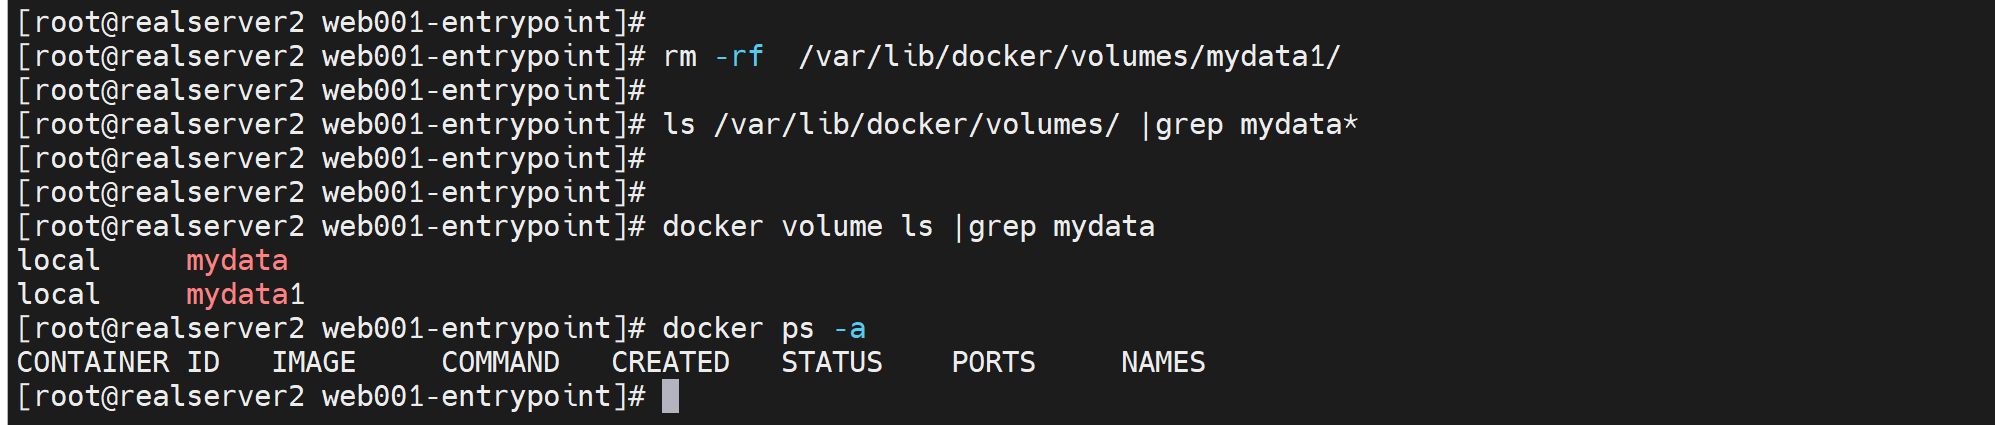 [root@realserver2 web001-entrypoint]#
[root@realserver2 web001-entrypoint]# rm -rf  /var/lib/docker/volumes/mydata1/
[root@realserver2 web001-entrypoint]#
[root@realserver2 web001-entrypoint]# ls /var/lib/docker/volumes/ |grep mydata*
[root@realserver2 web001-entrypoint]#
[root@realserver2 web001-entrypoint]#
[root@realserver2 web001-entrypoint]# docker volume ls |grep mydata
local     mydata
local     mydata1
[root@realserver2 web001-entrypoint]# docker ps -a
CONTAINER ID   IMAGE     COMMAND   CREATED   STATUS    PORTS     NAMES
[root@realserver2 web001-entrypoint]#